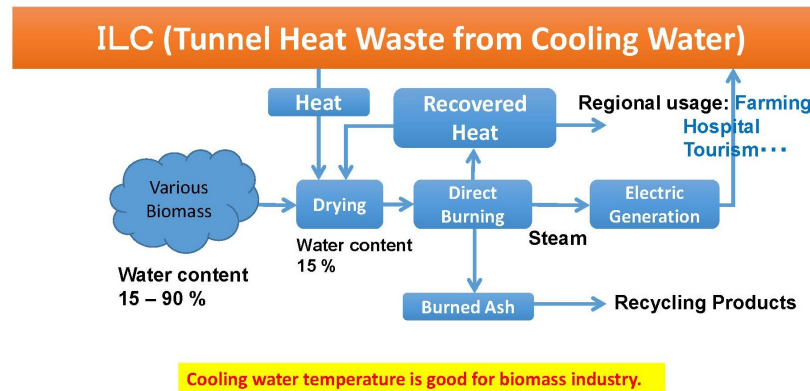 ILC (Tunnel Heat Waste from Cooling Water)
Heat
Recovered
Heat
Regional usage: Farming
Hospital
Tourism･･･
Various
Biomass
Drying
Direct
Burning
Electric
Generation
Steam
Water content
15 %
Water content
15 – 90 %
Burned Ash
Recycling Products
Cooling water temperature is good for biomass industry.